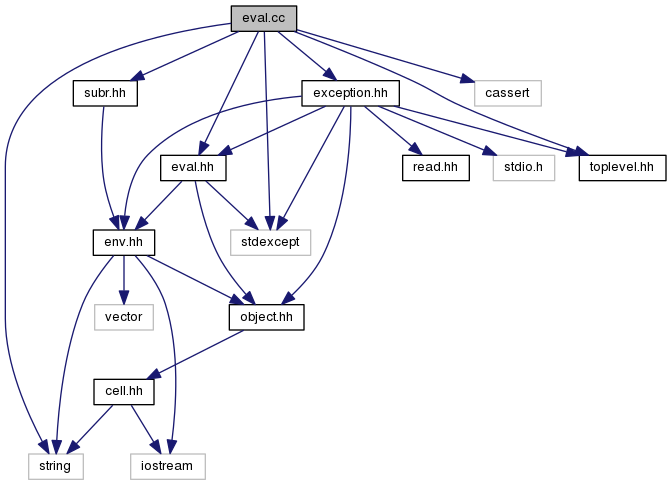 eval.cc
subr.hh
exception.hh
cassert
eval.hh
read.hh
stdio.h
toplevel.hh
env.hh
stdexcept
vector
object.hh
cell.hh
string
iostream